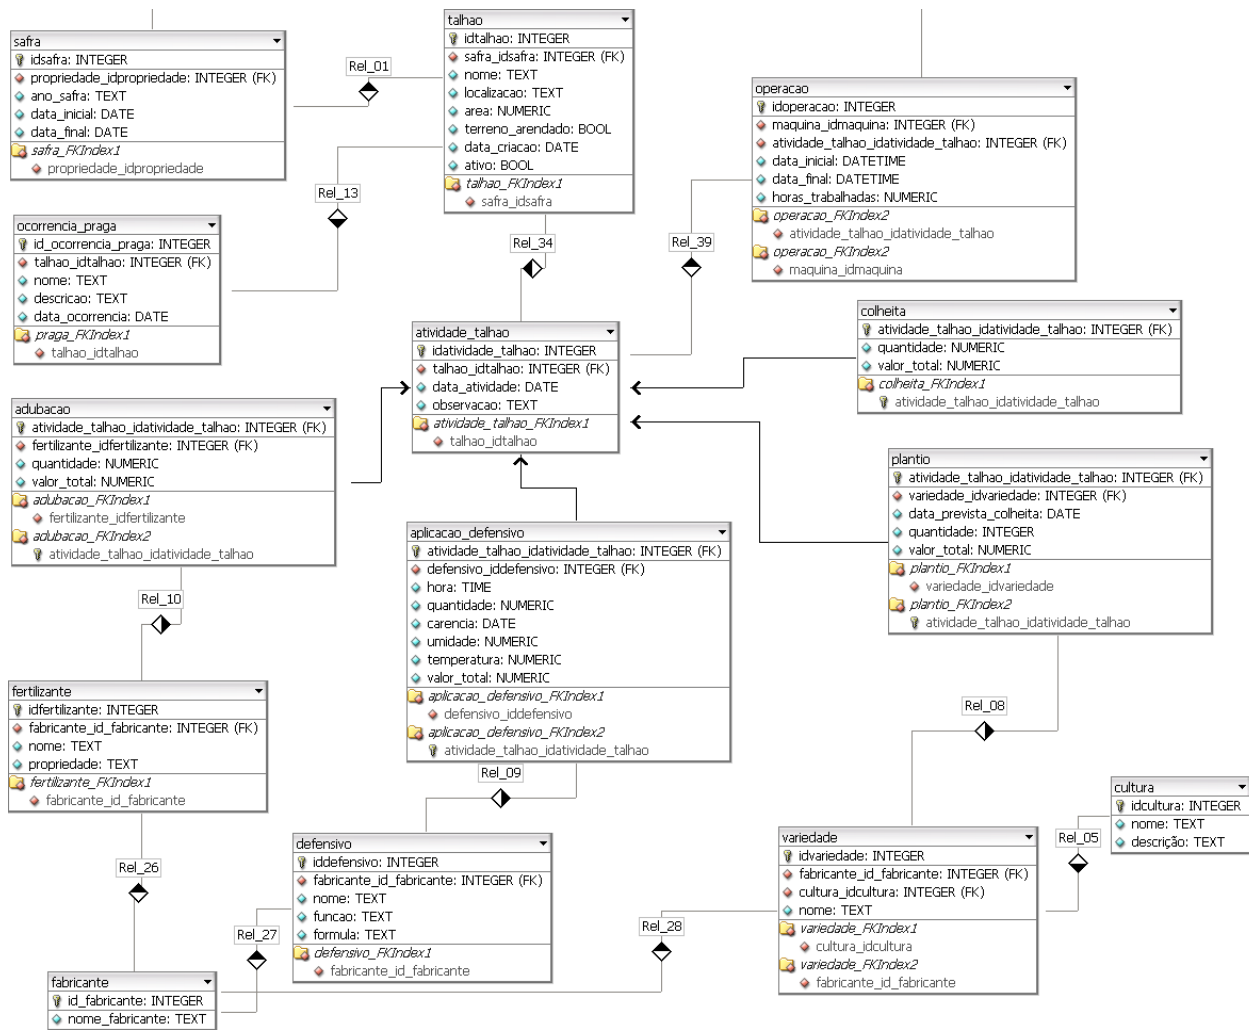 safra
idsafra: INTEGER
propriedade_idpropriedade: INTEGER (FK)
ano_safra: TEXT
data_inicial: DATE
data_final: DATE
safra_FKIndex1
propriedade_idpropriedade
Rel_01
talhao
idtalhao: INTEGER
safra_idsafra: INTEGER (FK)
nome: TEXT
localizacao: TEXT
area: NUMERIC
terreno_arendado: BOOL
data_criacao: DATE
ativo: BOOL
talhao_FKIndex1
safra_idsafra
operacao
idoperacao: INTEGER
maquina_idmaquina: INTEGER (FK)
atividade_talhao_idatividade_talhao: INTEGER (FK)
data_inicial: DATETIME
data_final: DATETIME
horas_trabalhadas: NUMERIC
operacao_FKIndex2
atividade_talhao_idatividade_talhao
operacao_FKIndex2
maquina_idmaquina
Rel_13
ocorrencia_praga
id_ocorrencia_praga: INTEGER
talhao_idtalhao: INTEGER (FK)
nome: TEXT
descricao: TEXT
data_ocorrencia: DATE
praga_FKIndex1
talhao_idtalhao
Rel_34
Rel_39
atividade_talhao
idatividade_talhao: INTEGER
talhao_idtalhao: INTEGER (FK)
data_atividade: DATE
observacao: TEXT
atividade_talhao_FKIndex1
talhao_idtalhao
colheita
atividade_talhao_idatividade_talhao: INTEGER (FK)
quantidade: NUMERIC
valor_total: NUMERIC
colheita_FKIndex1
atividade_talhao_idatividade_talhao
adubacao
atividade_talhao_idatividade_talhao: INTEGER (FK)
fertilizante_idfertilizante: INTEGER (FK)
quantidade: NUMERIC
valor_total: NUMERIC
adubacao_FKIndex1
fertilizante_idfertilizante
adubacao_FKIndex2
atividade_talhao_idatividade_talhao
plantio
atividade_talhao_idatividade_talhao: INTEGER (FK)
variedade_idvariedade: INTEGER (FK)
data_prevista_colheita: DATE
quantidade: INTEGER
valor_total: NUMERIC
plantio_FKIndex1
variedade_idvariedade
plantio_FKIndex2
atividade_talhao_idatividade_talhao
aplicacao_defensivo
atividade_talhao_idatividade_talhao: INTEGER (FK)
defensivo_iddefensivo: INTEGER (FK)
hora: TIME
quantidade: NUMERIC
carencia: DATE
umidade: NUMERIC
temperatura: NUMERIC
valor_total: NUMERIC
aplicacao_defensivo_FKIndex1
defensivo_iddefensivo
aplicacao_defensivo_FKIndex2
atividade_talhao_idatividade_talhao
Rel_10
fertilizante
idfertilizante: INTEGER
fabricante_id_fabricante: INTEGER (FK)
nome: TEXT
propriedade: TEXT
fertilizante_FKIndex1
fabricante_id_fabricante
Rel_08
Rel_09
cultura
idcultura: INTEGER
nome: TEXT
descrição: TEXT
Rel_26
defensivo
iddefensivo: INTEGER
fabricante_id_fabricante: INTEGER (FK)
nome: TEXT
funcao: TEXT
formula: TEXT
defensivo_FKIndex1
fabricante_id_fabricante
variedade
idvariedade: INTEGER
fabricante_id_fabricante: INTEGER (FK)
cultura_idcultura: INTEGER (FK)
nome: TEXT
variedade_FKIndex1
cultura_idcultura
variedade_FKIndex2
fabricante_id_fabricante
Rel_05
Rel_27
Rel_28
fabricante
id_fabricante: INTEGER
nome_fabricante: TEXT